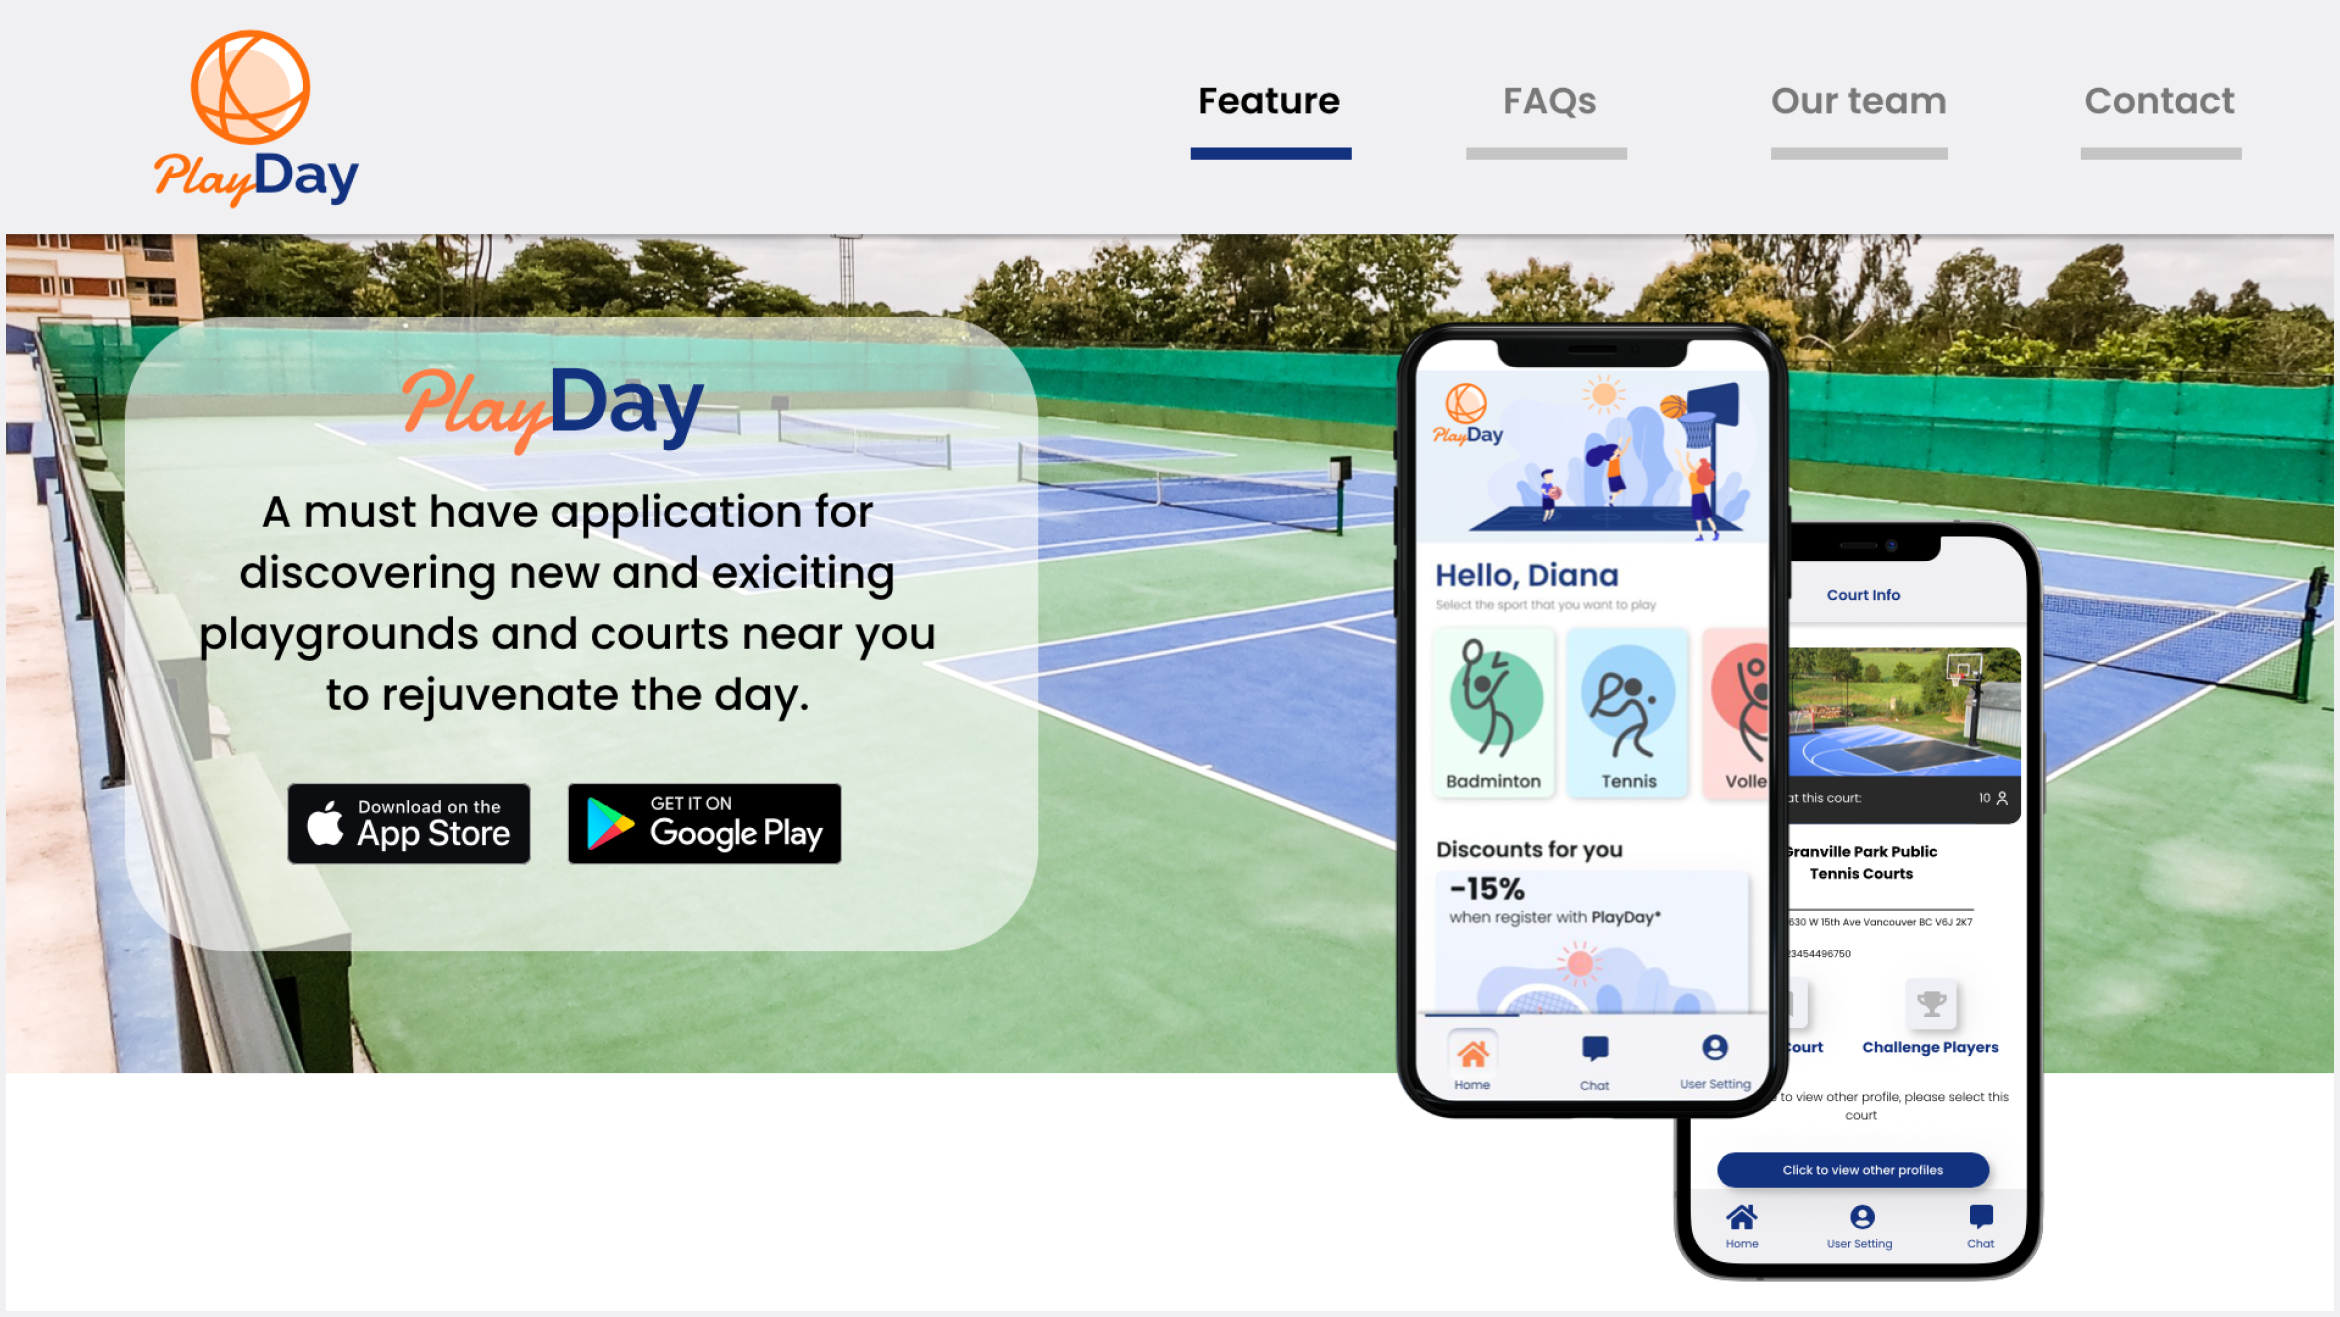 PlayDay
Feature
FAQs
Our team
Contact
PlayDay
A must have application for
discovering new and exiciting
playgrounds and courts near you
to rejuvenate the day.
Download on the
App Store
GET IT ON
Google Play
PlayDay
Hello, Diana
Select the sport that you want to play
Badminton
Tennis
Volle
Discounts for you
-15%
when register with PlayDay*
Home
Chat
User Setting
Court Info
at this court:
10
Granville Park Public
Tennis Courts
630 W 15th Ave Vancouver BC V6J 2K7
23454496750
Court
Challenge Players
to view other profile, please select this
court
Click to view other profiles
Home
User Setting
Chat